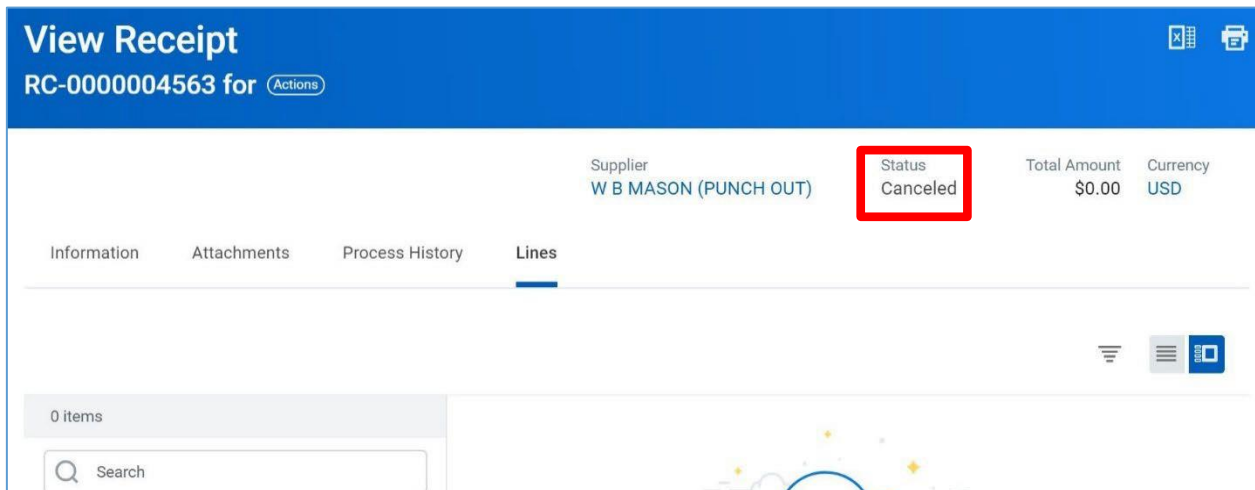 View Receipt
RC-0000004563 for Actions
Supplier Status Total Amount Currency
W B MASON (PUNCH OUT) Canceled $0.00 USD
Information Attachments Process History Lines
0 items
Search